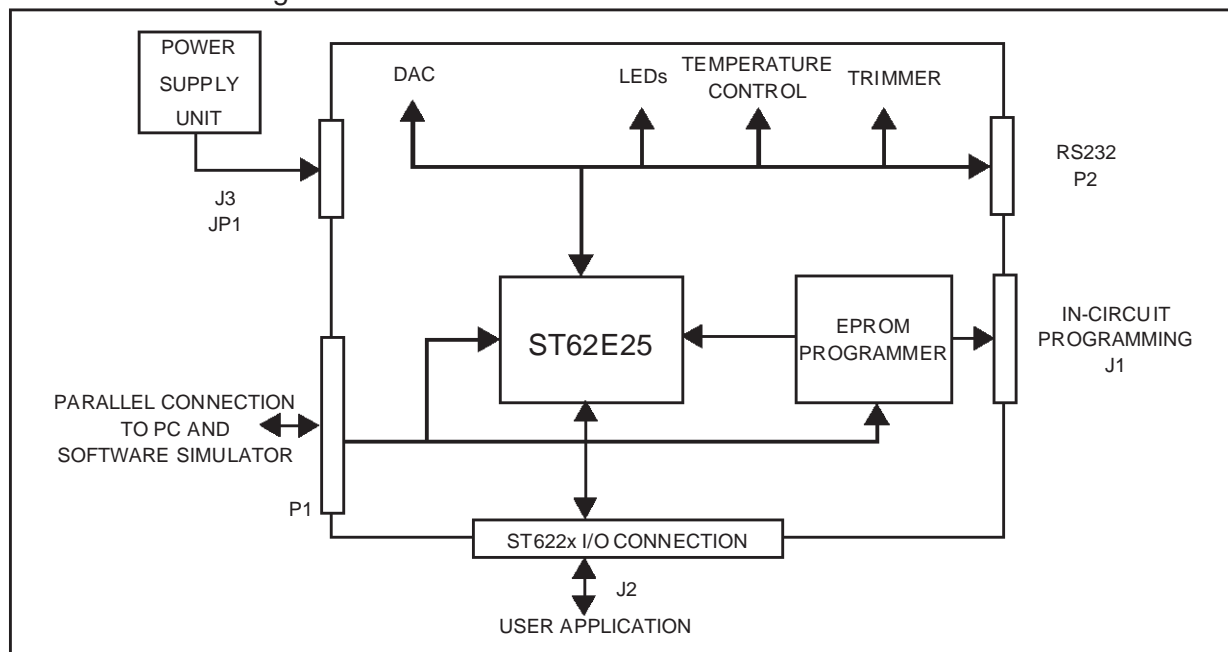 POWER
SUPPLY
UNIT
DAC
LEDs
TEMPERATURE
CONTROL
TRIMMER
RS232
P2
J3
JP1
ST62E25
EPROM
PROGRAMMER
IN-CIRCUIT
PROGRAMMING
J1
PARALLEL CONNECTION
TO PC AND
SOFTWARE SIMULATOR
P1
ST622x I/O CONNECTION
J2
USER APPLICATION